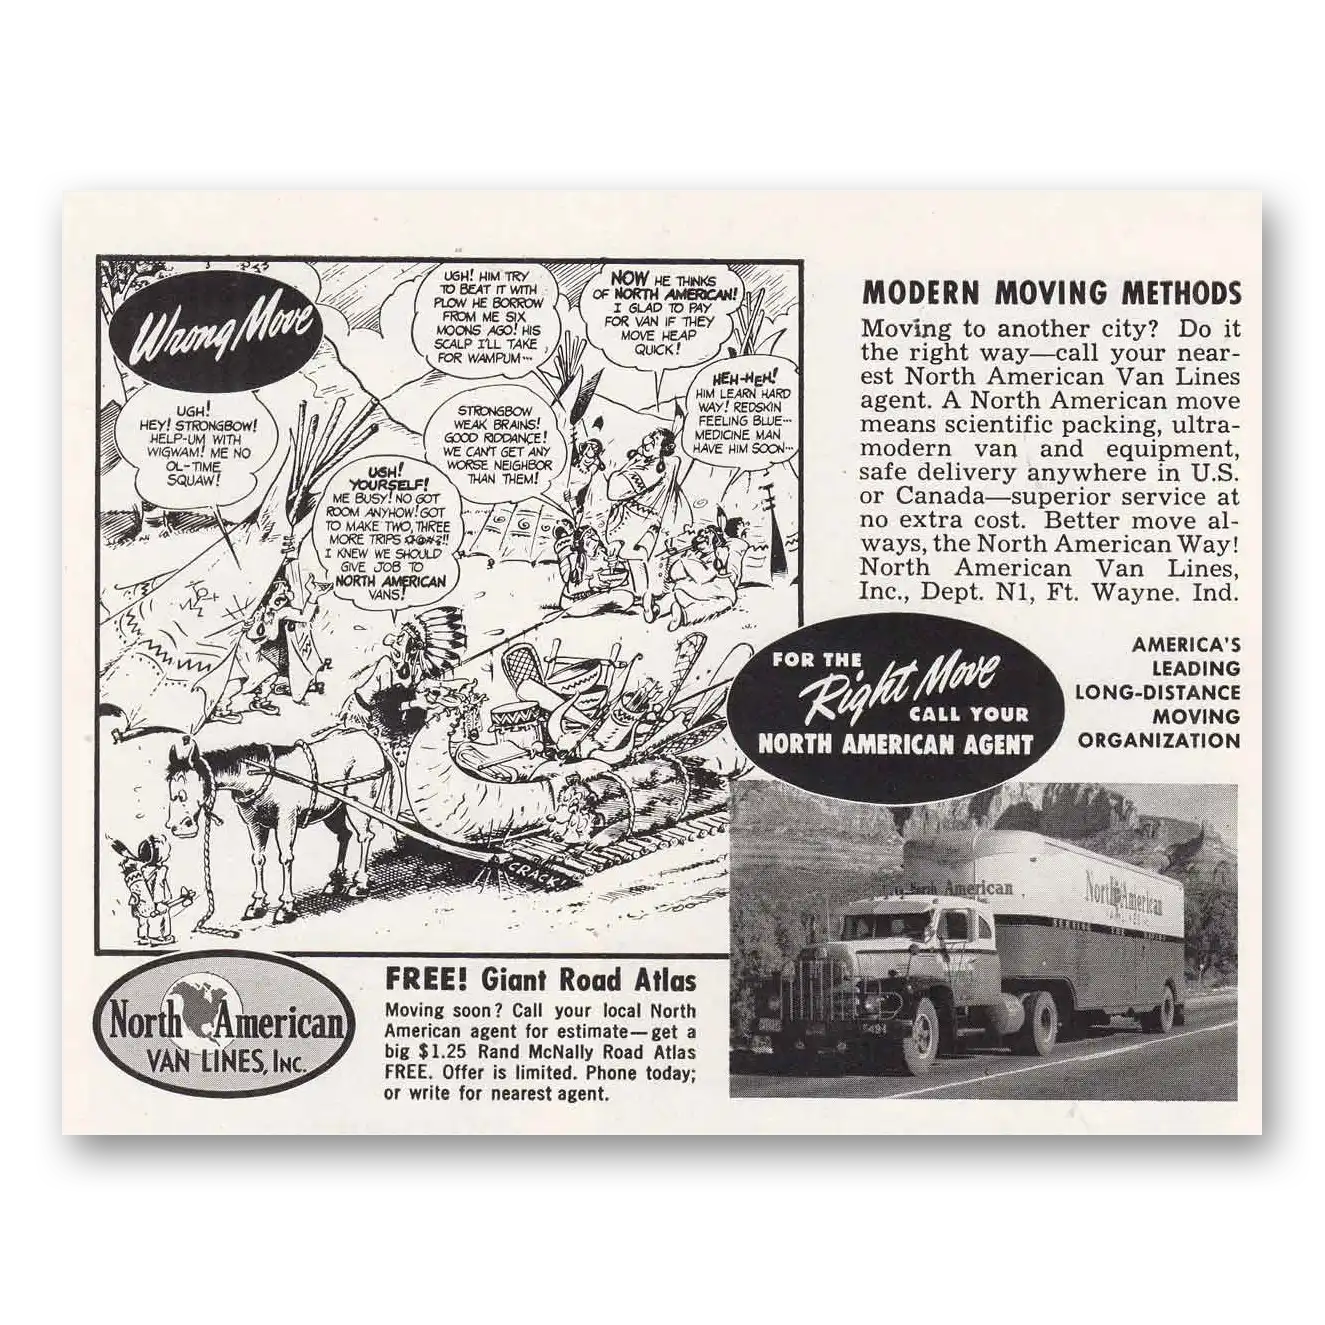 Wrong Move
UGH!
HEY! STRONGBOW!
HELP-UM WITH
WIGWAM! ME NO
OL-TIME
SQUAW!
UGH!
YOURSELF!
ME BUSY! NO GOT
ROOM ANYHOW! GOT
TO MAKE TWO, THREE
MORE TRIPS
I KNEW WE SHOULD
GIVE JOB TO
NORTH AMERICAN
VANS!
UGH! HIM TRY
TO BEAT IT WITH
PLOW HE BORROW
FROM ME SIX
MOONS AGO! HIS
SCALP I'LL TAKE
FOR WAMPUM...
STRONGBOW
WEAK BRAINS!
GOOD RIDDANCE!
WE CAN'T GET ANY
WORSE NEIGHBOR
THAN THEM!
NOW HE THINKS
OF NORTH AMERICAN!
I GLAD TO PAY
FOR VAN IF THEY
MOVE HEAP
QUICK!
HEH-HEH!
HIM LEARN HARD
WAY! REDSKIN
FEELING BLUE...
MEDICINE MAN
HAVE HIM SOON...
CRACK!
MODERN MOVING METHODS
Moving to another city? Do it
the right way—call your near-
est North American Van Lines
agent. A North American move
means scientific packing, ultra-
modern van and equipment,
safe delivery anywhere in U.S.
or Canada—superior service at
no extra cost. Better move al-
ways, the North American Way!
North American Van Lines,
Inc., Dept. N1, Ft. Wayne. Ind.
FOR THE
Right Move
CALL YOUR
NORTH AMERICAN AGENT
AMERICA'S
LEADING
LONG-DISTANCE
MOVING
ORGANIZATION
North American
North American
North American
VAN LINES, INC.
FREE! Giant Road Atlas
Moving soon? Call your local North
American agent for estimate—get a
big $1.25 Rand McNally Road Atlas
FREE. Offer is limited. Phone today;
or write for nearest agent.